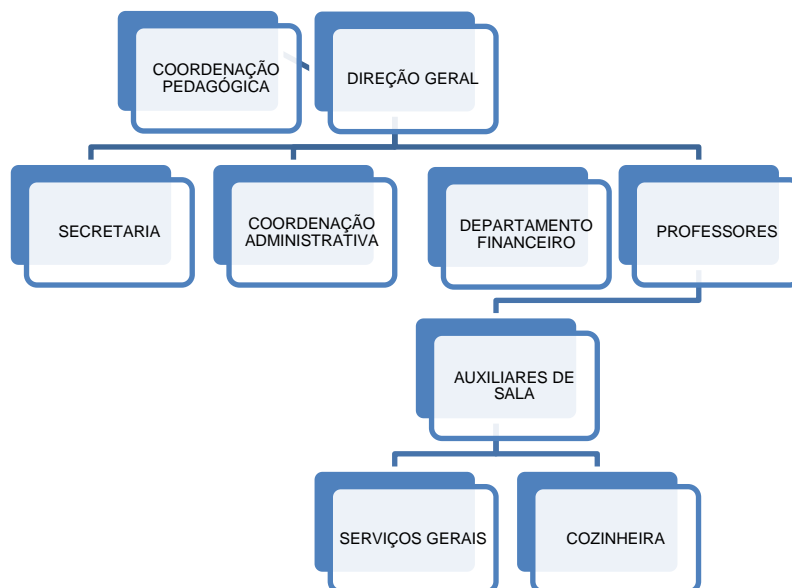 COORDENAÇÃO
PEDAGÓGICA
DIREÇÃO GERAL
SECRETARIA
COORDENAÇÃO
ADMINISTRATIVA
DEPARTAMENTO
FINANCEIRO
PROFESSORES
AUXILIARES DE
SALA
SERVIÇOS GERAIS
COZINHEIRA